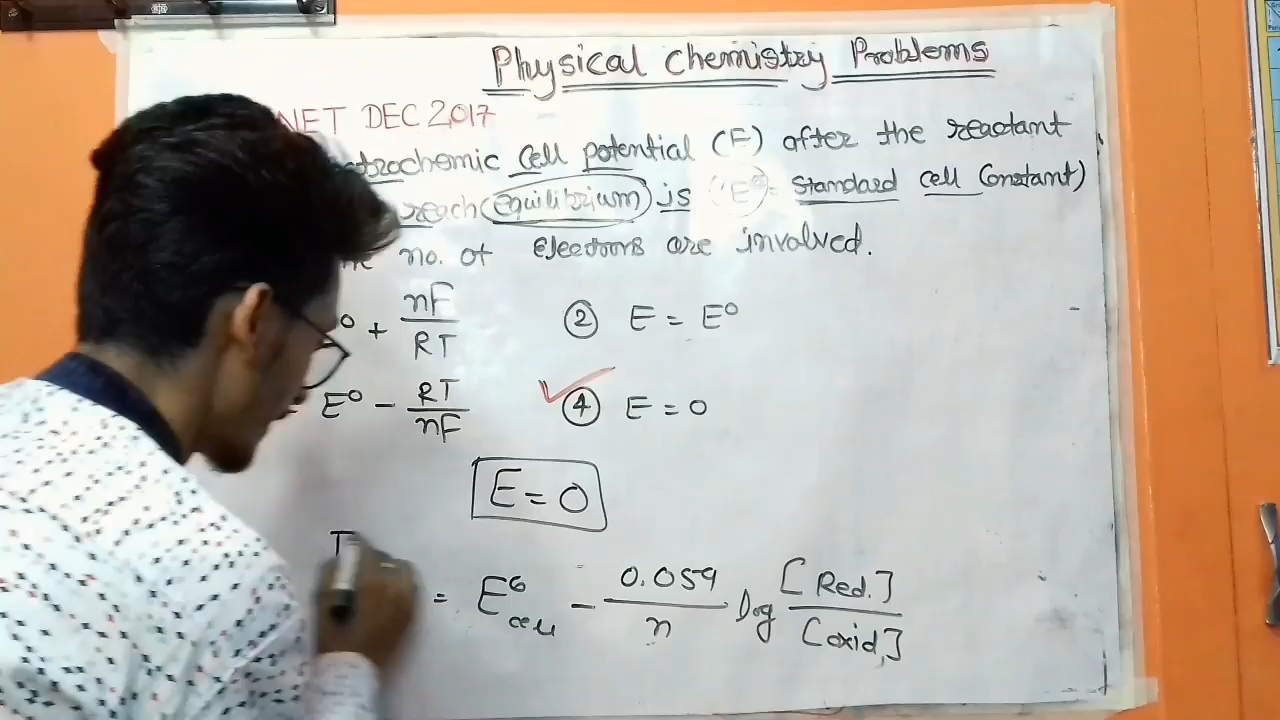 Physical Chemistry Problems
NET DEC 2017
Cell potential (E) after the reactant
reach (equilibrium) is (E° = Standard Cell Constant)
no. of Electrons are involved.
° + nF / RT
② E = E°
E° - RT / nF
④ E = 0
E = 0
= E°cell - 0.059 / n log [Red.] / [oxid.]